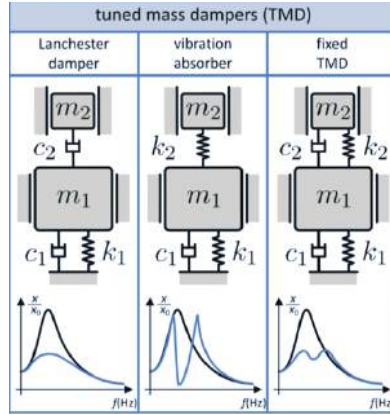 tuned mass dampers (TMD)
Lanchester damper
vibration absorber
fixed TMD
m₂
c₂
m₁
c₁
k₁
x/x₀
f(Hz)
m₂
k₂
m₁
c₁
k₁
x/x₀
f(Hz)
m₂
c₂
k₂
m₁
c₁
k₁
x/x₀
f(Hz)